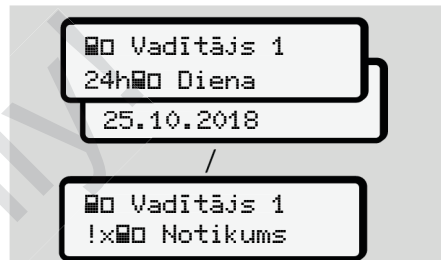 Vadītājs 1
24h Diena
25.10.2018
/
Vadītājs 1
!x Notikums